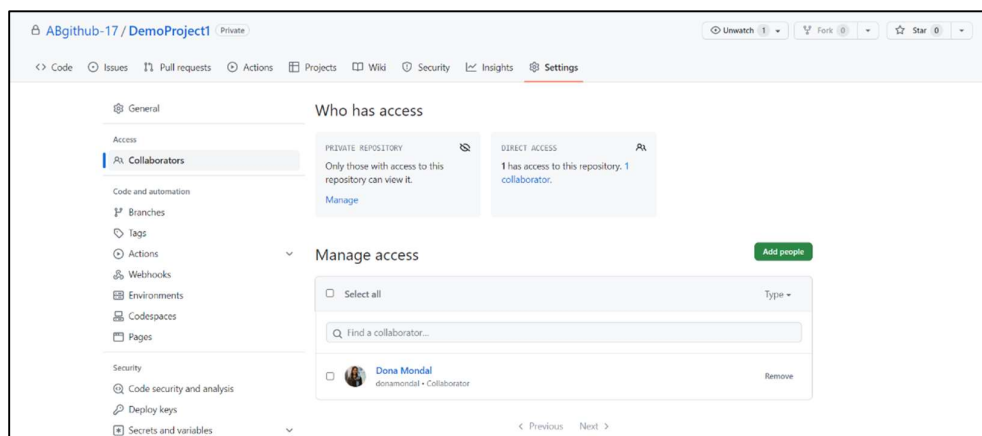 ABgithub-17 / DemoProject1 Private
Unwatch 1 Fork 0 Star 0
<> Code Issues Pull requests Actions Projects Wiki Security Insights Settings
General
Access
Collaborators
Code and automation
Branches
Tags
Actions
Webhooks
Environments
Codespaces
Pages
Security
Code security and analysis
Deploy keys
Secrets and variables
Who has access
PRIVATE REPOSITORY
Only those with access to this
repository can view it.
Manage
DIRECT ACCESS
1 has access to this repository. 1
collaborator.
Manage access
Add people
Select all
Type
Find a collaborator...
Dona Mondal
donamondal • Collaborator
Remove
< Previous Next >